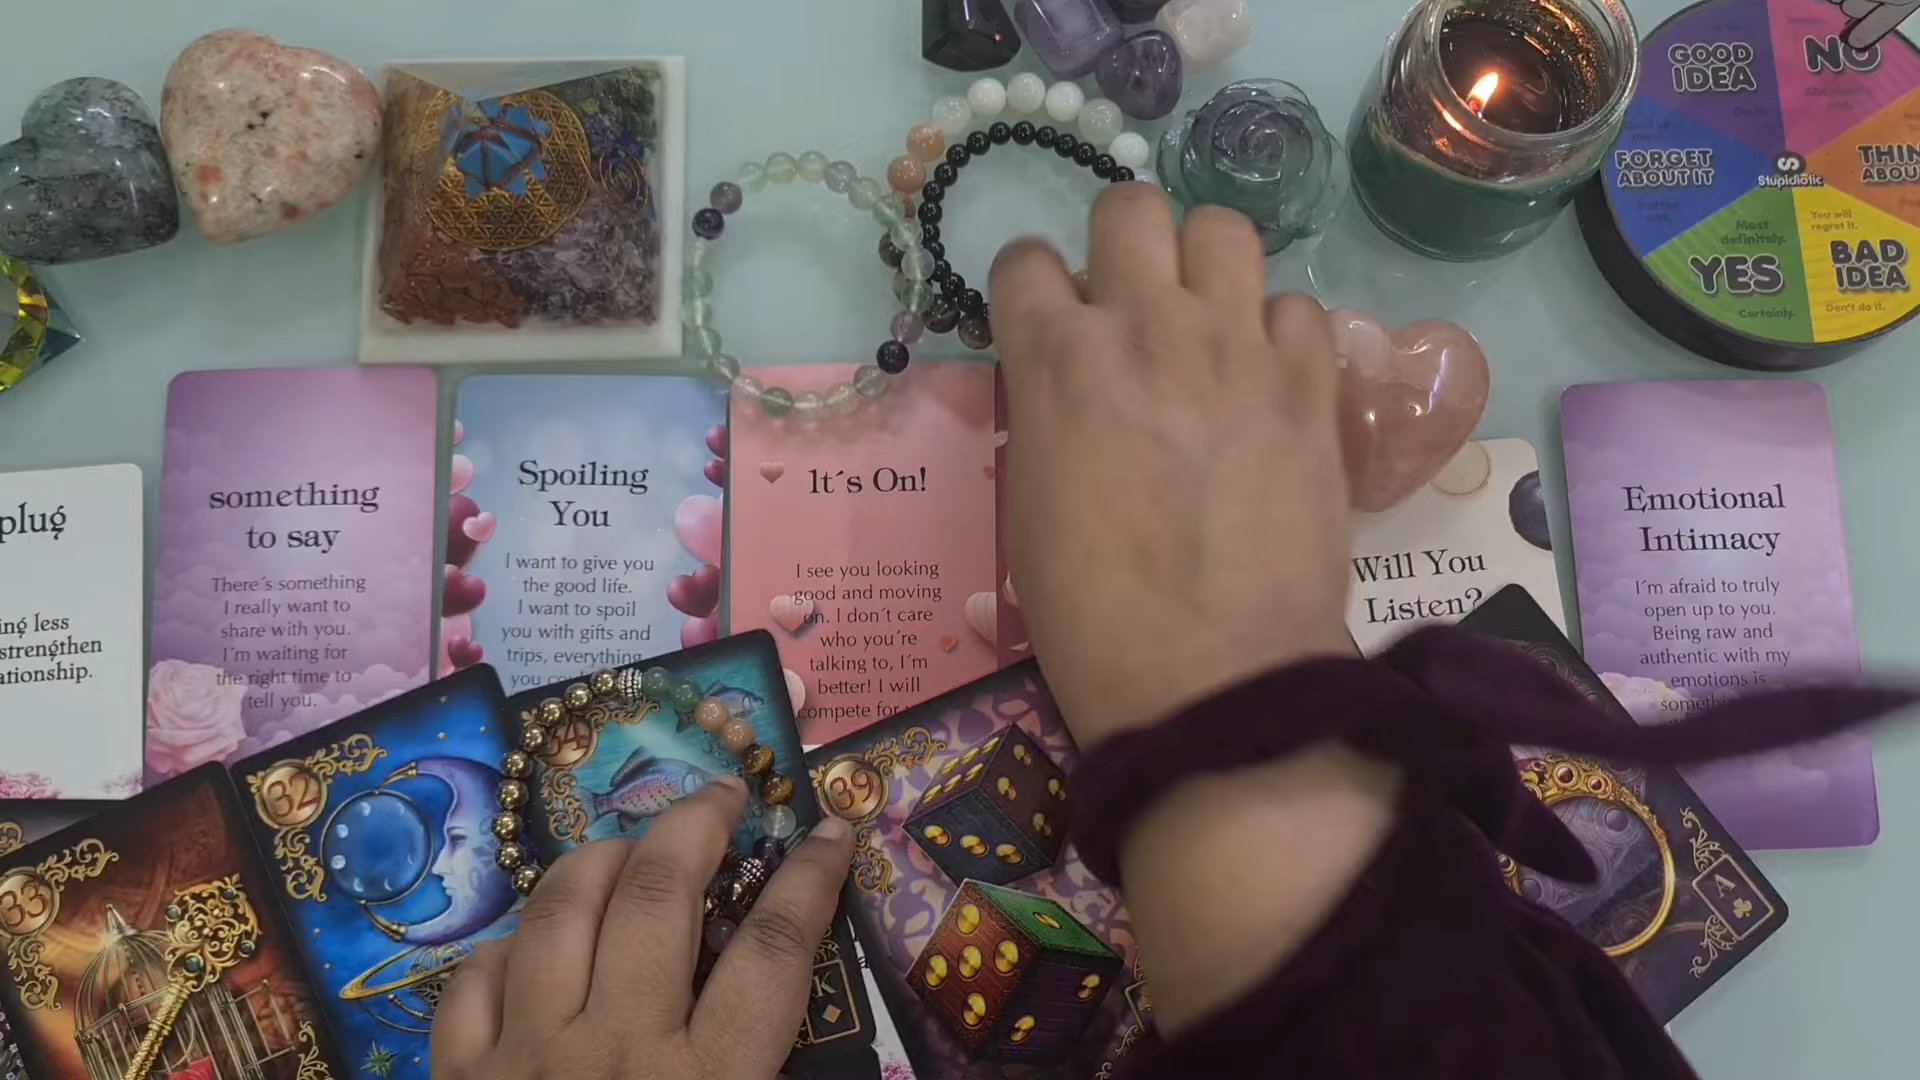 GOOD
IDEA
NO
FORGET
ABOUT IT
Stupidiotic
THIN
ABOU
Most
definitely.
YES
Certainly.
You will
regret it.
BAD
IDEA
Don't do it.
plug
ing less
strengthen
ationship.
something
to say
There´s something
I really want to
share with you.
I´m waiting for
the right time to
tell you.
Spoiling
You
I want to give you
the good life.
I want to spoil
you with gifts and
trips, everything
you
It´s On!
I see you looking
good and moving
on. I don´t care
who you´re
talking to, I´m
better! I will
compete for
Will You
Listen?
Emotional
Intimacy
I´m afraid to truly
open up to you.
Being raw and
authentic with my
emotions is
33
32
34
39
K
A